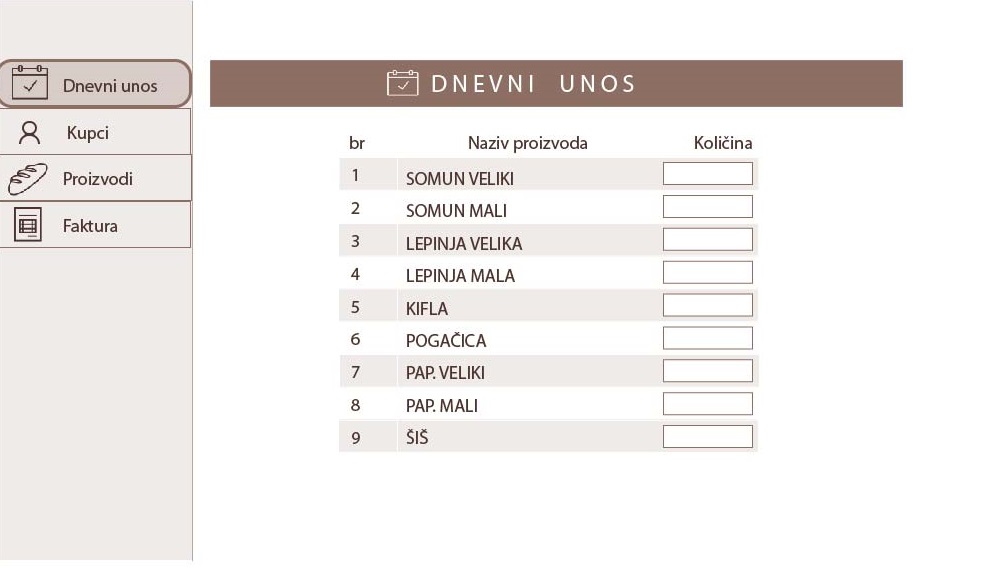 Dnevni unos
Kupci
Proizvodi
Faktura
DNEVNI UNOS
br Naziv proizvoda Količina
1 SOMUN VELIKI
2 SOMUN MALI
3 LEPINJA VELIKA
4 LEPINJA MALA
5 KIFLA
6 POGAČICA
7 PAP. VELIKI
8 PAP. MALI
9 ŠIŠ